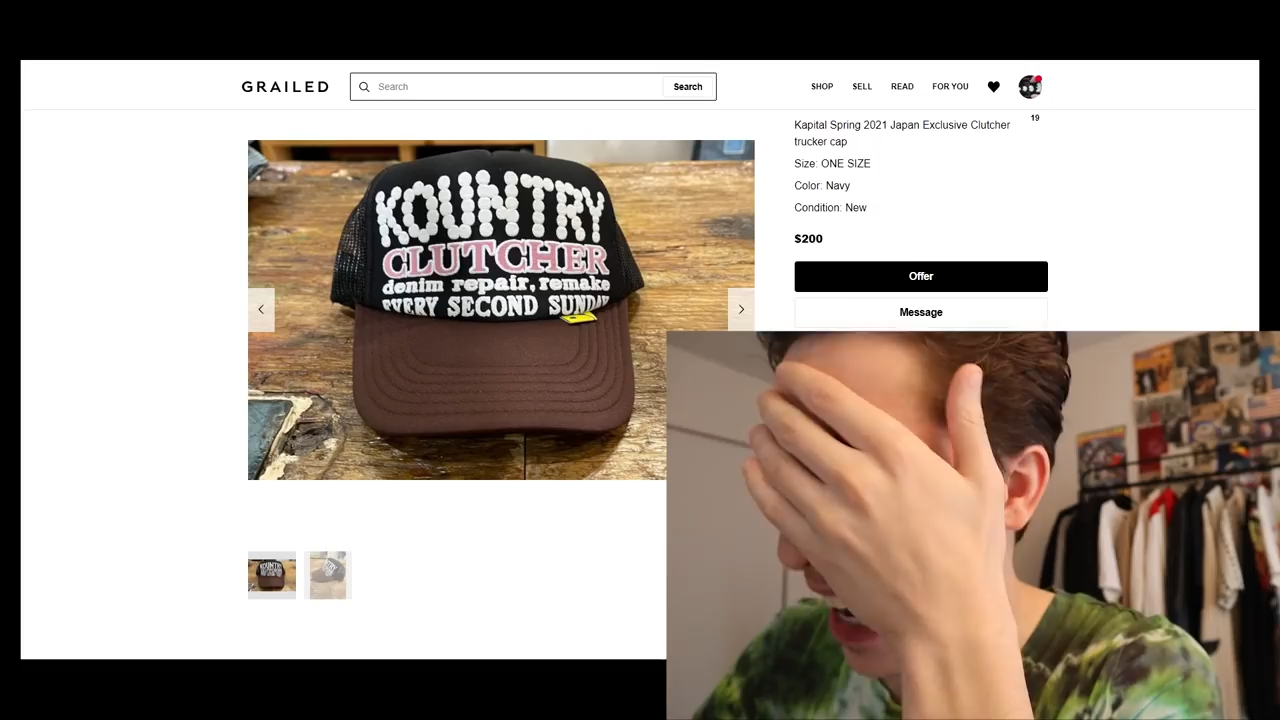 GRAILED
Search
Search
SHOP
SELL
READ
FOR YOU
19
Kapital Spring 2021 Japan Exclusive Clutcher
trucker cap
Size: ONE SIZE
Color: Navy
Condition: New
$200
Offer
Message
KOUNTRY
CLUTCHER
denim repair, remake
EVERY SECOND SUNDAY